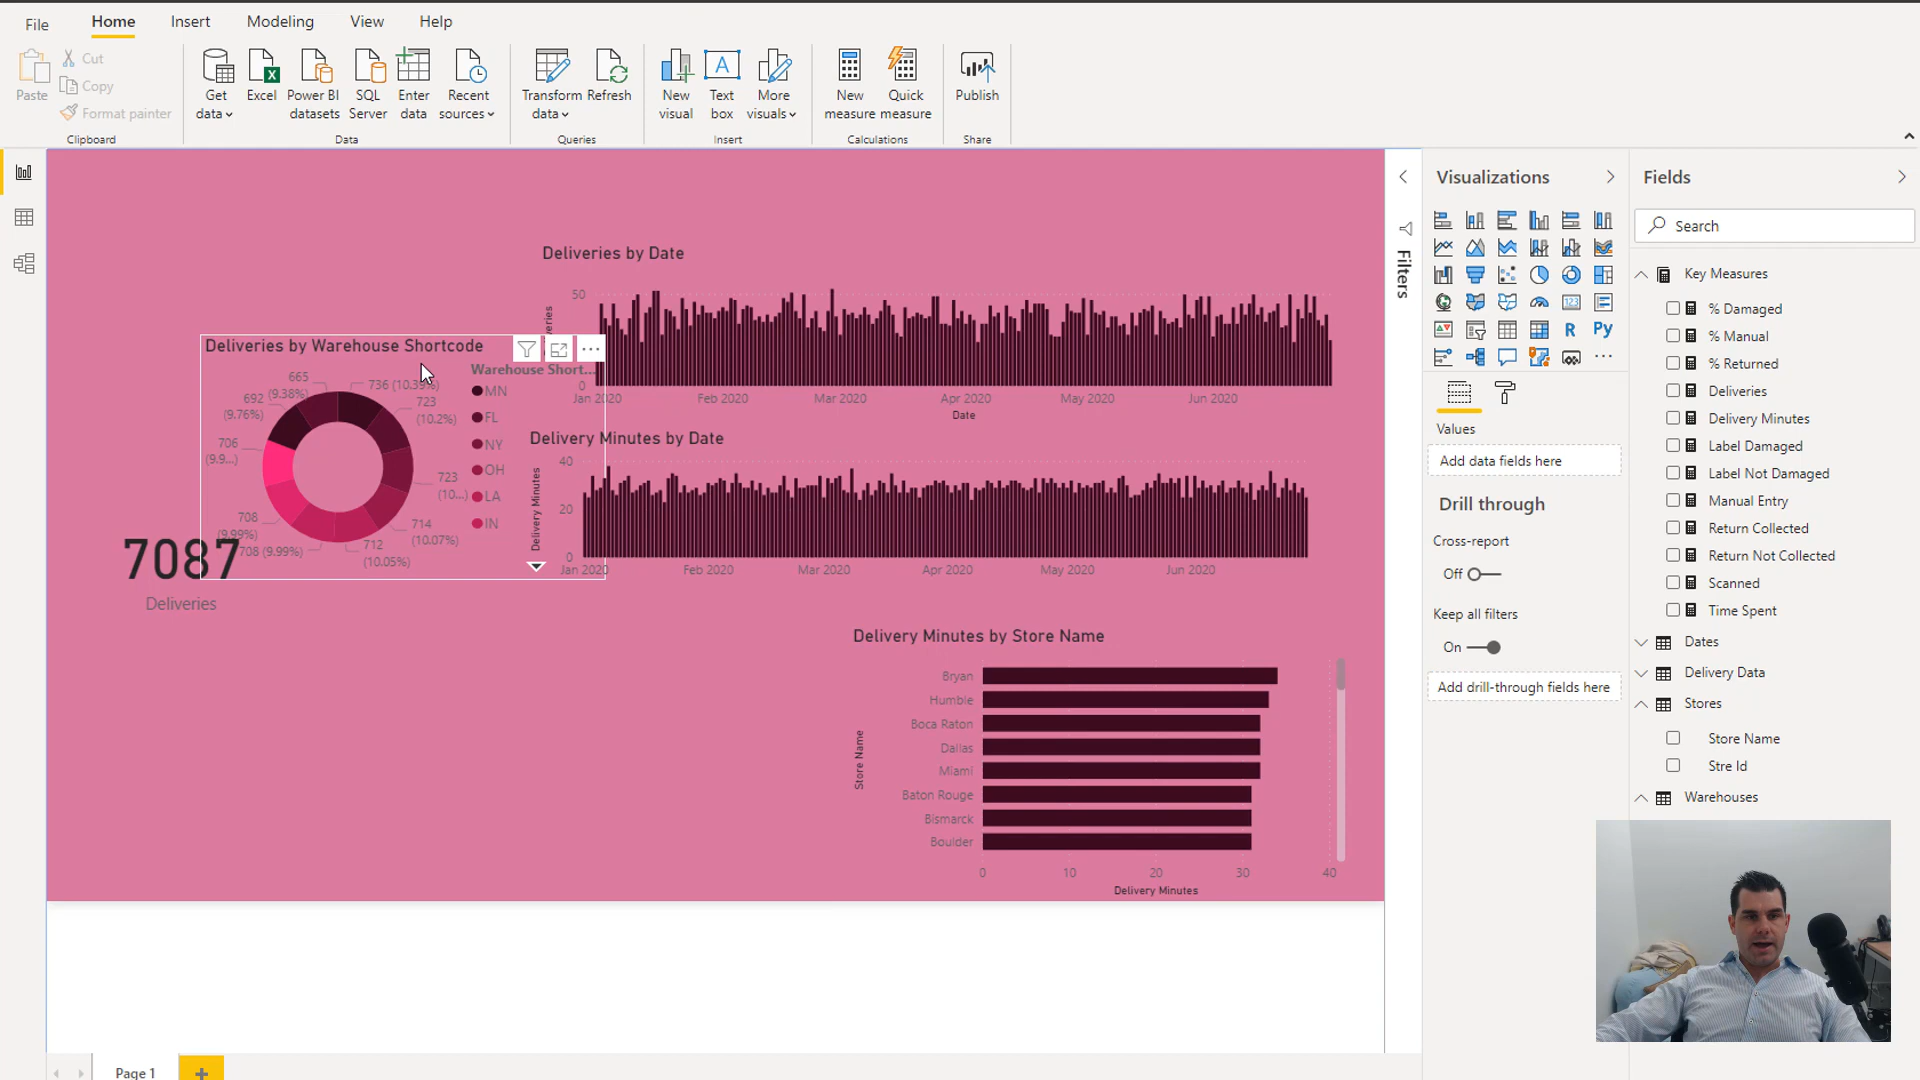 File
Home
Insert
Modeling
View
Help
Paste
Cut
Copy
Format painter
Clipboard
Get data
Excel
Power BI datasets
SQL Server
Enter data
Recent sources
Data
Transform data
Refresh
Queries
New visual
Text box
More visuals
Insert
New measure
Quick measure
Calculations
Publish
Share
Deliveries by Date
50
0
Jan 2020
Feb 2020
Mar 2020
Apr 2020
May 2020
Jun 2020
Date
Deliveries by Warehouse Shortcode
Warehouse Short...
MN
FL
NY
OH
LA
IN
736 (10.39%)
723
(10.2%)
723
(10...)
714
(10.07%)
712
(10.05%)
708 (9.99%)
708
(9.99%)
706
(9.9...)
692
(9.76%)
665
(9.38%)
7087
Deliveries
Delivery Minutes by Date
Delivery Minutes
40
20
0
Jan 2020
Feb 2020
Mar 2020
Apr 2020
May 2020
Jun 2020
Delivery Minutes by Store Name
Store Name
Bryan
Humble
Boca Raton
Dallas
Miami
Baton Rouge
Bismarck
Boulder
0
10
20
30
40
Delivery Minutes
Filters
Visualizations
Values
Add data fields here
Drill through
Cross-report
Off
Keep all filters
On
Add drill-through fields here
Fields
Search
Key Measures
% Damaged
% Manual
% Returned
Deliveries
Delivery Minutes
Label Damaged
Label Not Damaged
Manual Entry
Return Collected
Return Not Collected
Scanned
Time Spent
Dates
Delivery Data
Stores
Store Name
Stre Id
Warehouses
Page 1